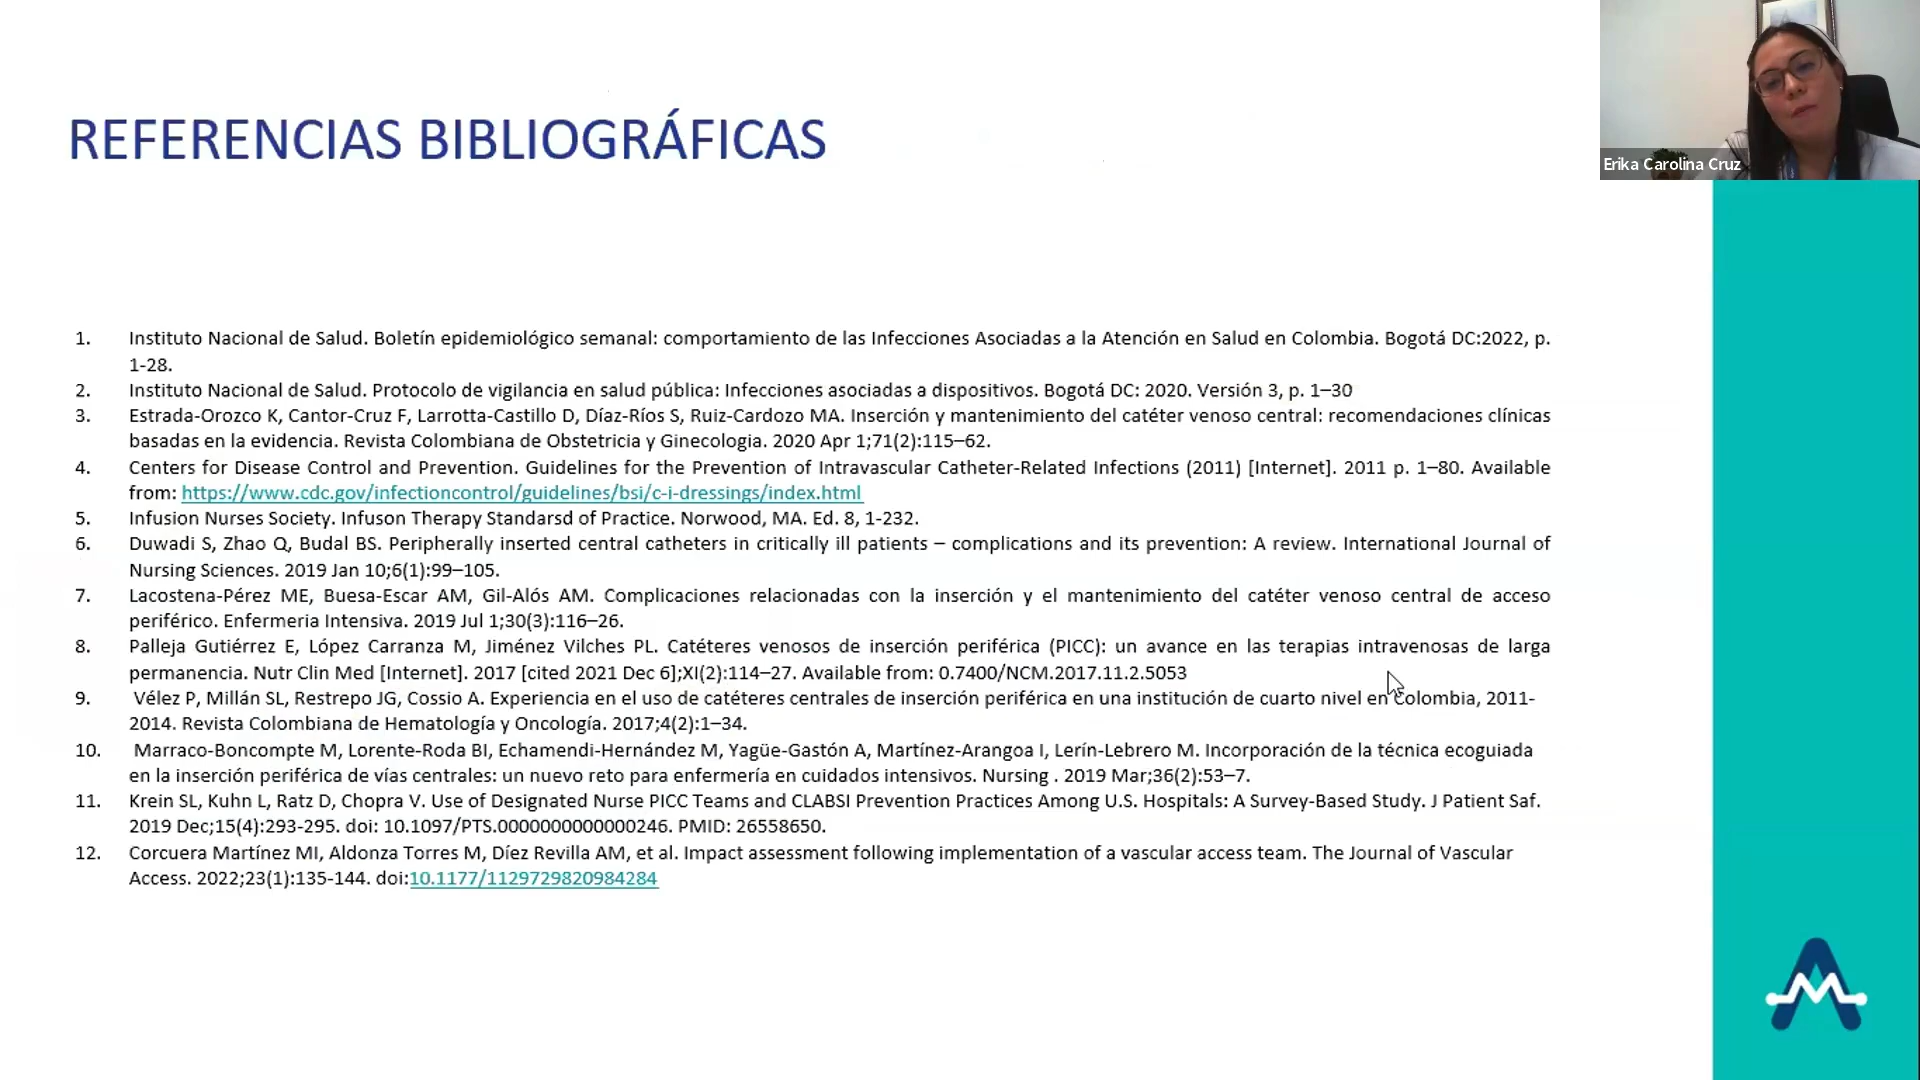 REFERENCIAS BIBLIOGRÁFICAS
Erika Carolina Cruz
1. Instituto Nacional de Salud. Boletín epidemiológico semanal: comportamiento de las Infecciones Asociadas a la Atención en Salud en Colombia. Bogotá DC:2022, p.
1-28.
2. Instituto Nacional de Salud. Protocolo de vigilancia en salud pública: Infecciones asociadas a dispositivos. Bogotá DC: 2020. Versión 3, p. 1–30
3. Estrada-Orozco K, Cantor-Cruz F, Larrotta-Castillo D, Díaz-Ríos S, Ruiz-Cardozo MA. Inserción y mantenimiento del catéter venoso central: recomendaciones clínicas
basadas en la evidencia. Revista Colombiana de Obstetricia y Ginecologia. 2020 Apr 1;71(2):115–62.
4. Centers for Disease Control and Prevention. Guidelines for the Prevention of Intravascular Catheter-Related Infections (2011) [Internet]. 2011 p. 1–80. Available
from: https://www.cdc.gov/infectioncontrol/guidelines/bsi/c-i-dressings/index.html
5. Infusion Nurses Society. Infuson Therapy Standarsd of Practice. Norwood, MA. Ed. 8, 1-232.
6. Duwadi S, Zhao Q, Budal BS. Peripherally inserted central catheters in critically ill patients – complications and its prevention: A review. International Journal of
Nursing Sciences. 2019 Jan 10;6(1):99–105.
7. Lacostena-Pérez ME, Buesa-Escar AM, Gil-Alós AM. Complicaciones relacionadas con la inserción y el mantenimiento del catéter venoso central de acceso
periférico. Enfermeria Intensiva. 2019 Jul 1;30(3):116–26.
8. Palleja Gutiérrez E, López Carranza M, Jiménez Vilches PL. Catéteres venosos de inserción periférica (PICC): un avance en las terapias intravenosas de larga
permanencia. Nutr Clin Med [Internet]. 2017 [cited 2021 Dec 6];XI(2):114–27. Available from: 0.7400/NCM.2017.11.2.5053
9. Vélez P, Millán SL, Restrepo JG, Cossio A. Experiencia en el uso de catéteres centrales de inserción periférica en una institución de cuarto nivel en Colombia, 2011-
2014. Revista Colombiana de Hematología y Oncología. 2017;4(2):1–34.
10. Marraco-Boncompte M, Lorente-Roda BI, Echamendi-Hernández M, Yagüe-Gastón A, Martínez-Arangoa I, Lerín-Lebrero M. Incorporación de la técnica ecoguiada
en la inserción periférica de vías centrales: un nuevo reto para enfermería en cuidados intensivos. Nursing . 2019 Mar;36(2):53–7.
11. Krein SL, Kuhn L, Ratz D, Chopra V. Use of Designated Nurse PICC Teams and CLABSI Prevention Practices Among U.S. Hospitals: A Survey-Based Study. J Patient Saf.
2019 Dec;15(4):293-295. doi: 10.1097/PTS.0000000000000246. PMID: 26558650.
12. Corcuera Martínez MI, Aldonza Torres M, Díez Revilla AM, et al. Impact assessment following implementation of a vascular access team. The Journal of Vascular
Access. 2022;23(1):135-144. doi:10.1177/1129729820984284